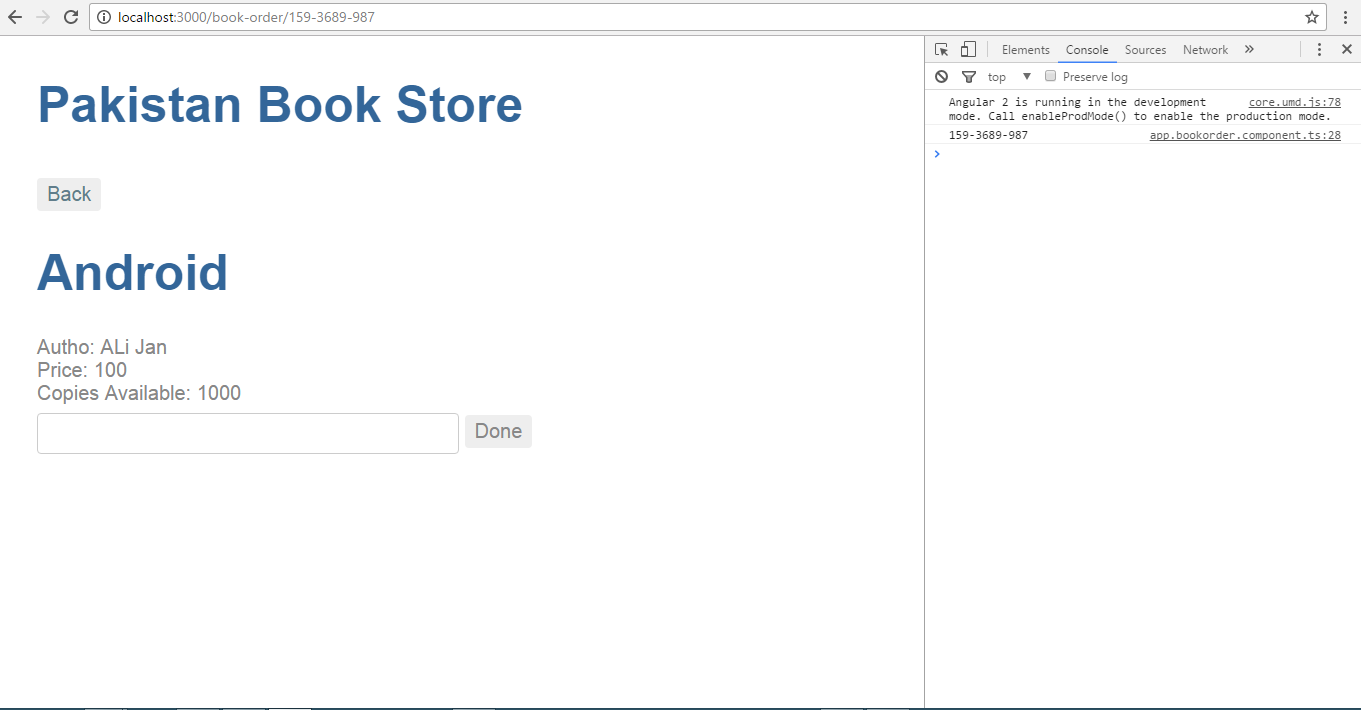 localhost:3000/book-order/159-3689-987
Pakistan Book Store
Back
Android
Autho: ALi Jan
Price: 100
Copies Available: 1000
Done
Elements Console Sources Network »
top ▼ Preserve log
Angular 2 is running in the development core.umd.js:78
mode. Call enableProdMode() to enable the production mode.
159-3689-987 app.bookorder.component.ts:28